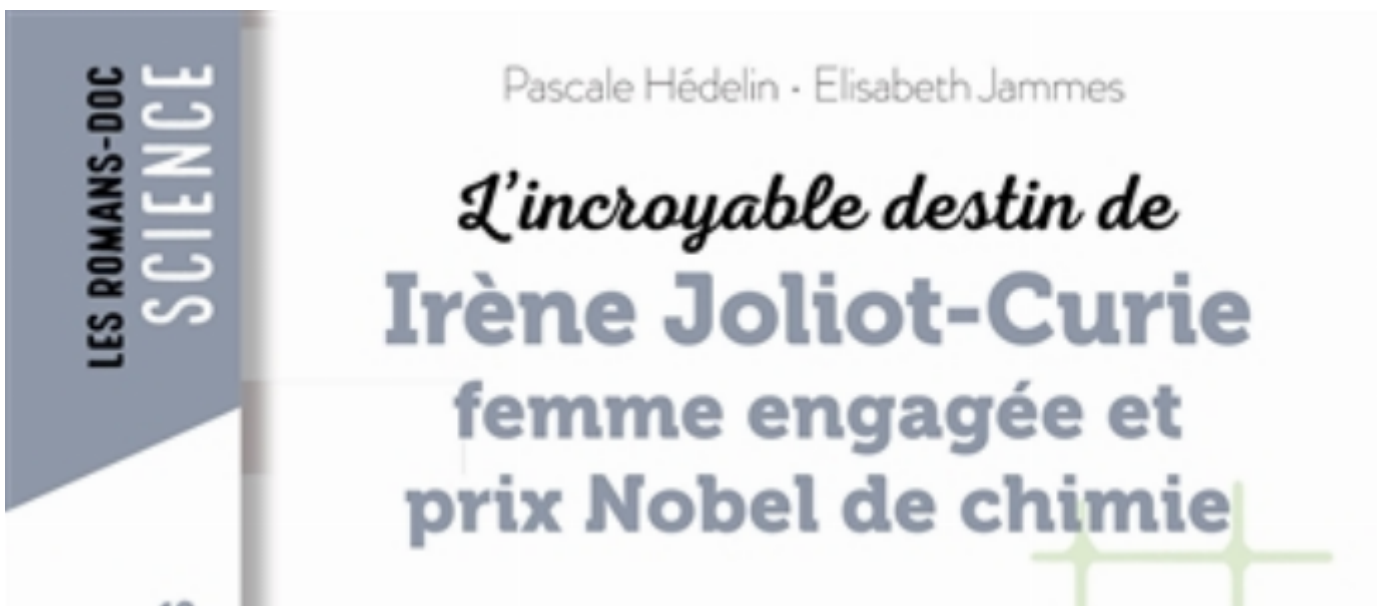 LES ROMANS-DOC
SCIENCE
Pascale Hédelin • Elisabeth Jammes
L'incroyable destin de
Irène Joliot-Curie
femme engagée et
prix Nobel de chimie